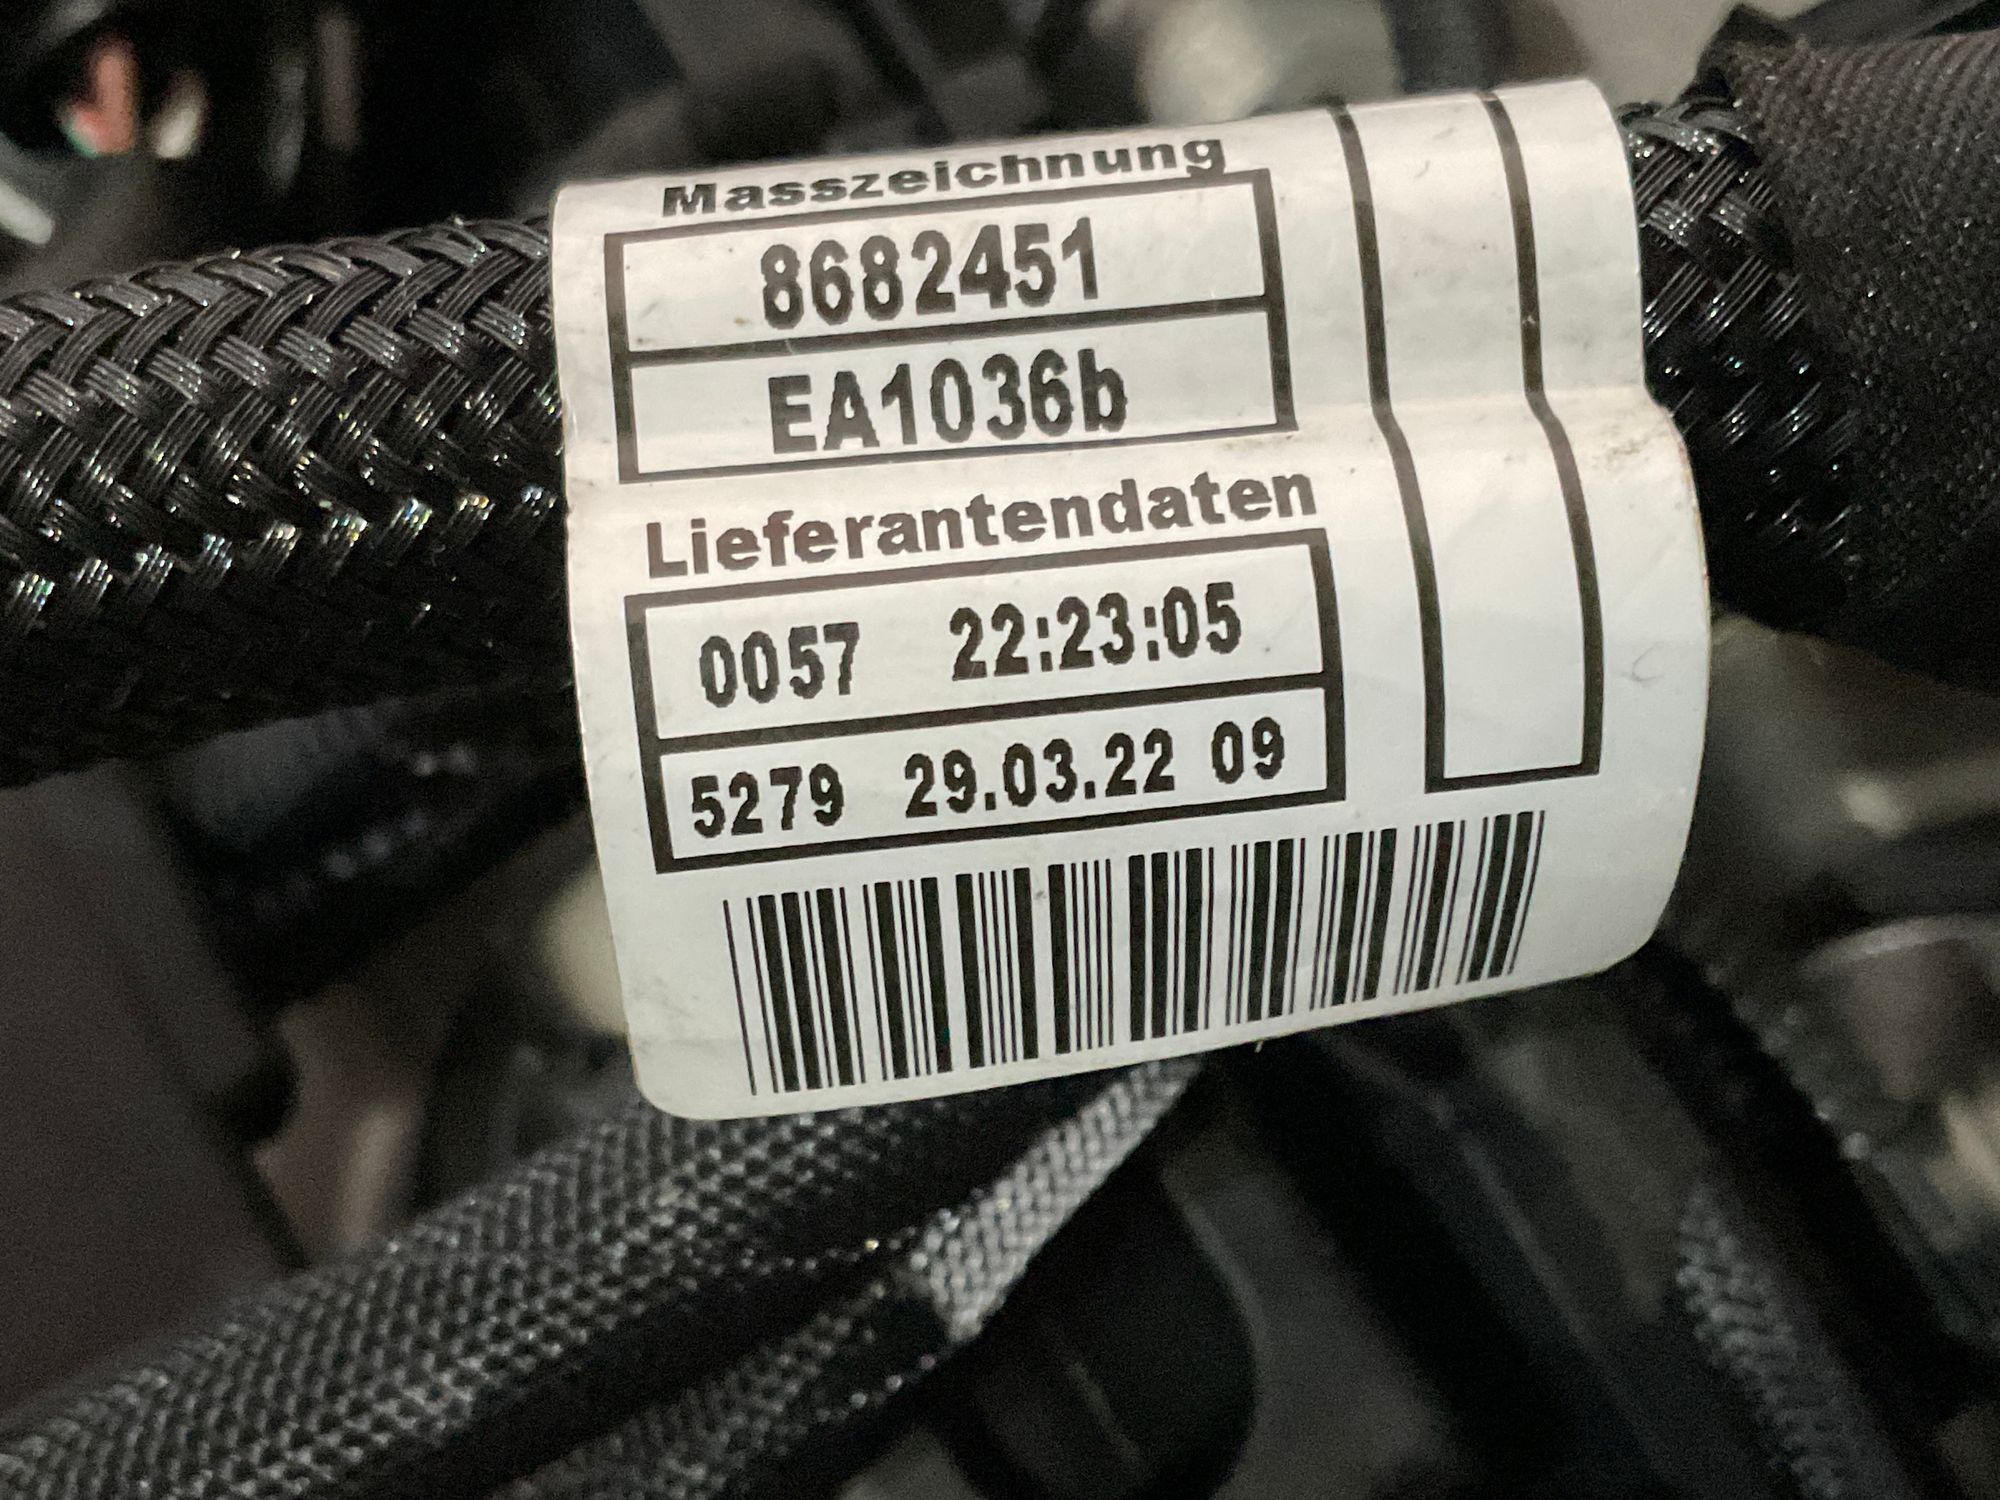 Masszeichnung
8682451
EA1036b
Lieferantendaten
0057 22:23:05
5279 29.03.22 09